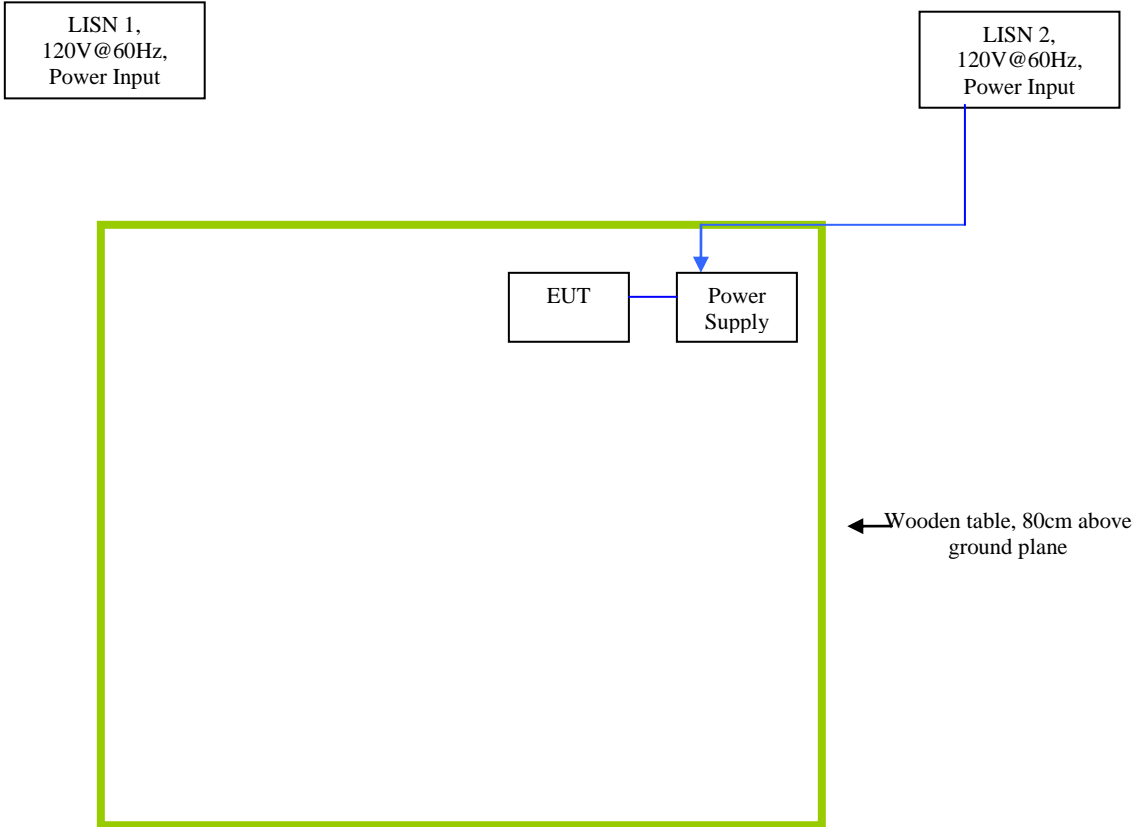 LISN 1,
120V@60Hz,
Power Input
LISN 2,
120V@60Hz,
Power Input
EUT
Power
Supply
Wooden table, 80cm above
ground plane